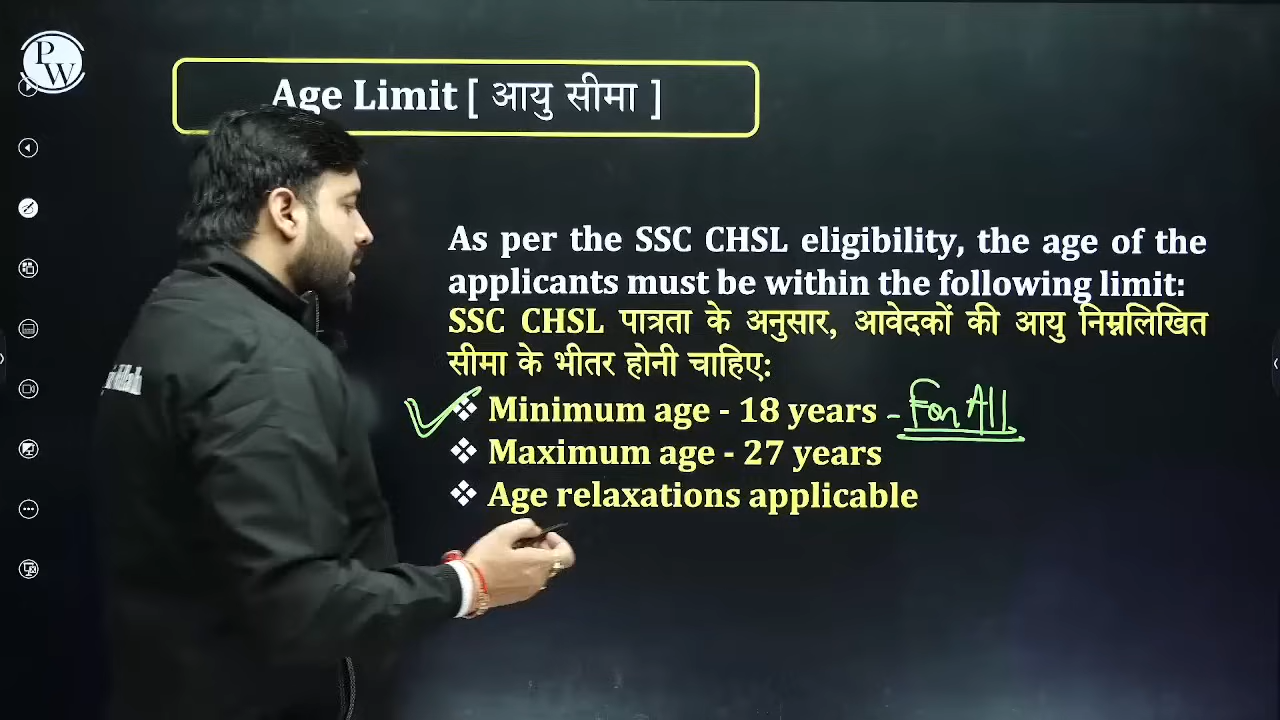 PW
Age Limit [ आयु सीमा ]
As per the SSC CHSL eligibility, the age of the
applicants must be within the following limit:
SSC CHSL पात्रता के अनुसार, आवेदकों की आयु निम्नलिखित
सीमा के भीतर होनी चाहिए:
❖ Minimum age - 18 years - For All
❖ Maximum age - 27 years
❖ Age relaxations applicable